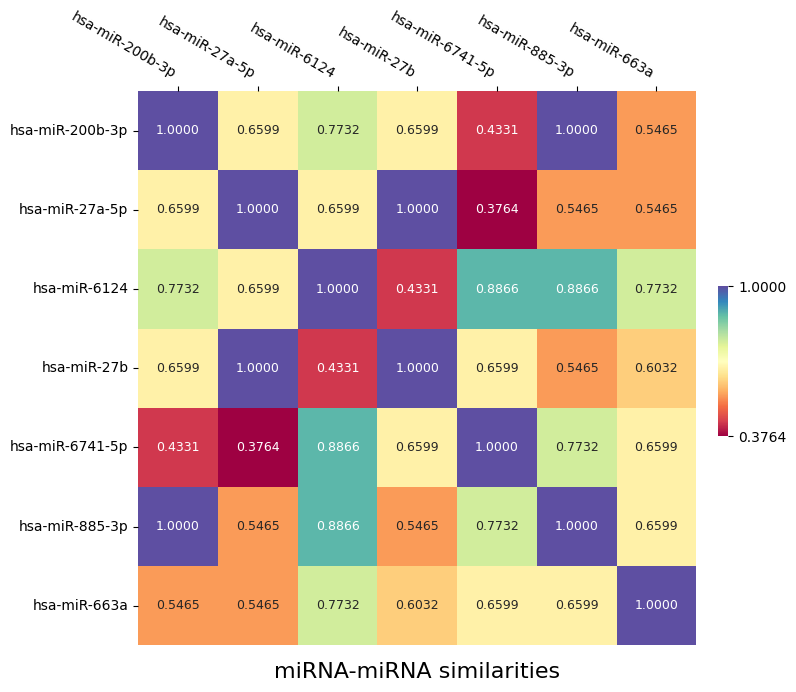 hsa-miR-200b-3p hsa-miR-27a-5p hsa-miR-6124 hsa-miR-27b hsa-miR-6741-5p hsa-miR-885-3p hsa-miR-663a
hsa-miR-200b-3p 1.0000 0.6599 0.7732 0.6599 0.4331 1.0000 0.5465
hsa-miR-27a-5p 0.6599 1.0000 0.6599 1.0000 0.3764 0.5465 0.5465
hsa-miR-6124 0.7732 0.6599 1.0000 0.4331 0.8866 0.8866 0.7732
1.0000
hsa-miR-27b 0.6599 1.0000 0.4331 1.0000 0.6599 0.5465 0.6032
hsa-miR-6741-5p 0.4331 0.3764 0.8866 0.6599 1.0000 0.7732 0.6599
0.3764
hsa-miR-885-3p 1.0000 0.5465 0.8866 0.5465 0.7732 1.0000 0.6599
hsa-miR-663a 0.5465 0.5465 0.7732 0.6032 0.6599 0.6599 1.0000
miRNA-miRNA similarities